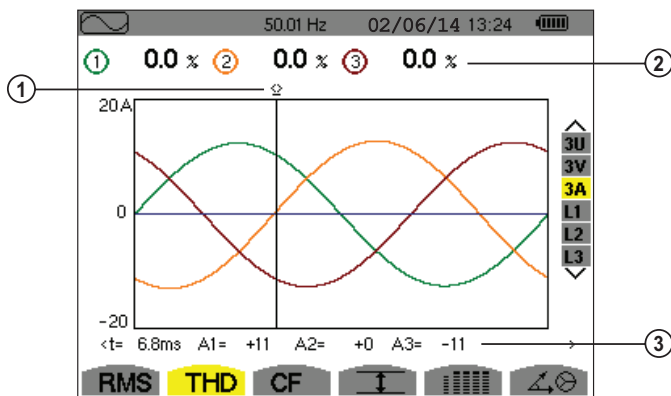 50.01 Hz 02/06/14 13:24
1 0.0 % 2 0.0 % 3 0.0 %
2
1
20A
0
-20
3U
3V
3A
L1
L2
L3
<t= 6.8ms A1= +11 A2= +0 A3= -11 >
3
RMS THD CF